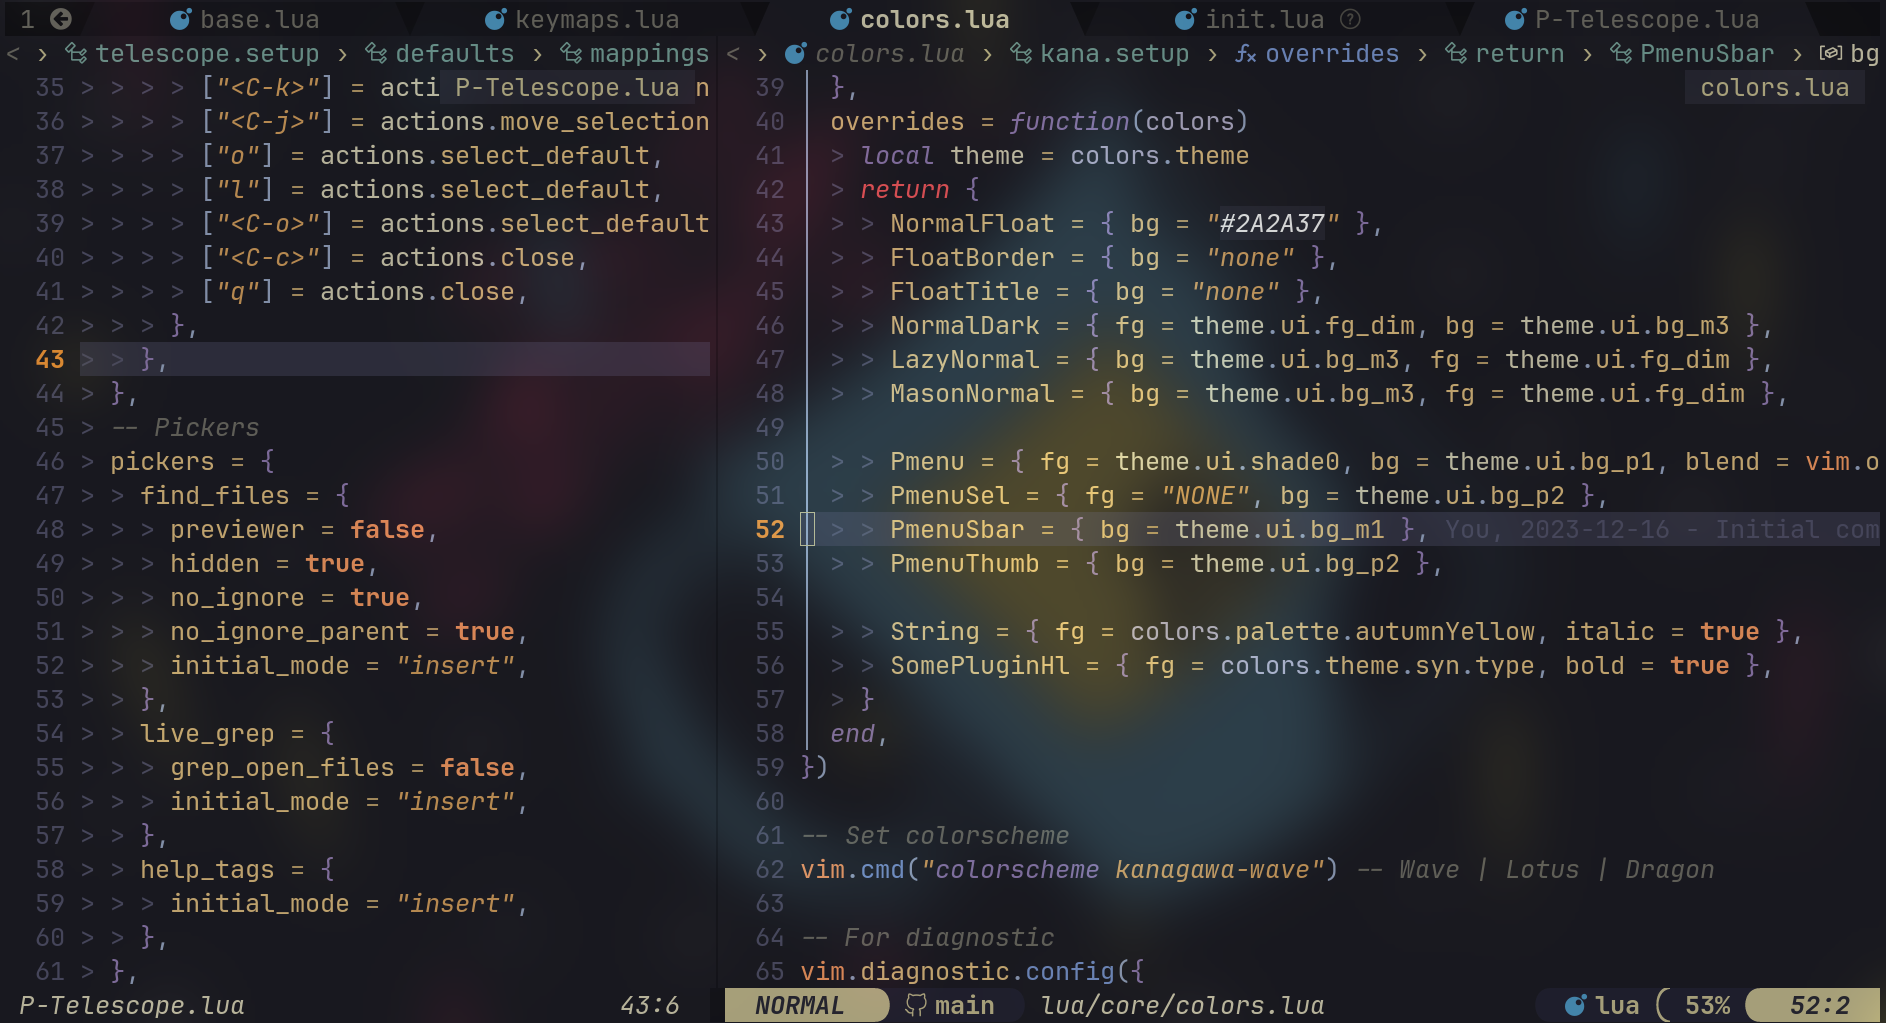 1 base.lua keymaps.lua colors.lua init.lua ? P-Telescope.lua
< › telescope.setup › defaults › mappings
35 > > > > ["<C-k>"] = acti P-Telescope.lua n
36 > > > > ["<C-j>"] = actions.move_selection
37 > > > > ["o"] = actions.select_default,
38 > > > > ["l"] = actions.select_default,
39 > > > > ["<C-o>"] = actions.select_default
40 > > > > ["<C-c>"] = actions.close,
41 > > > > ["q"] = actions.close,
42 > > > },
43 > > },
44 > },
45 > -- Pickers
46 > pickers = {
47 > > find_files = {
48 > > > previewer = false,
49 > > > hidden = true,
50 > > > no_ignore = true,
51 > > > no_ignore_parent = true,
52 > > > initial_mode = "insert",
53 > > },
54 > > live_grep = {
55 > > > grep_open_files = false,
56 > > > initial_mode = "insert",
57 > > },
58 > > help_tags = {
59 > > > initial_mode = "insert",
60 > > },
61 > },
P-Telescope.lua 43:6
< › colors.lua › kana.setup › fx overrides › return › PmenuSbar › bg
39 }, colors.lua
40 overrides = function(colors)
41 > local theme = colors.theme
42 > return {
43 > > NormalFloat = { bg = "#2A2A37" },
44 > > FloatBorder = { bg = "none" },
45 > > FloatTitle = { bg = "none" },
46 > > NormalDark = { fg = theme.ui.fg_dim, bg = theme.ui.bg_m3 },
47 > > LazyNormal = { bg = theme.ui.bg_m3, fg = theme.ui.fg_dim },
48 > > MasonNormal = { bg = theme.ui.bg_m3, fg = theme.ui.fg_dim },
49
50 > > Pmenu = { fg = theme.ui.shade0, bg = theme.ui.bg_p1, blend = vim.o
51 > > PmenuSel = { fg = "NONE", bg = theme.ui.bg_p2 },
52 > > PmenuSbar = { bg = theme.ui.bg_m1 }, You, 2023-12-16 - Initial com
53 > > PmenuThumb = { bg = theme.ui.bg_p2 },
54
55 > > String = { fg = colors.palette.autumnYellow, italic = true },
56 > > SomePluginHl = { fg = colors.theme.syn.type, bold = true },
57 > }
58 end,
59 })
60
61 -- Set colorscheme
62 vim.cmd("colorscheme kanagawa-wave") -- Wave | Lotus | Dragon
63
64 -- For diagnostic
65 vim.diagnostic.config({
NORMAL main lua/core/colors.lua lua 53% 52:2